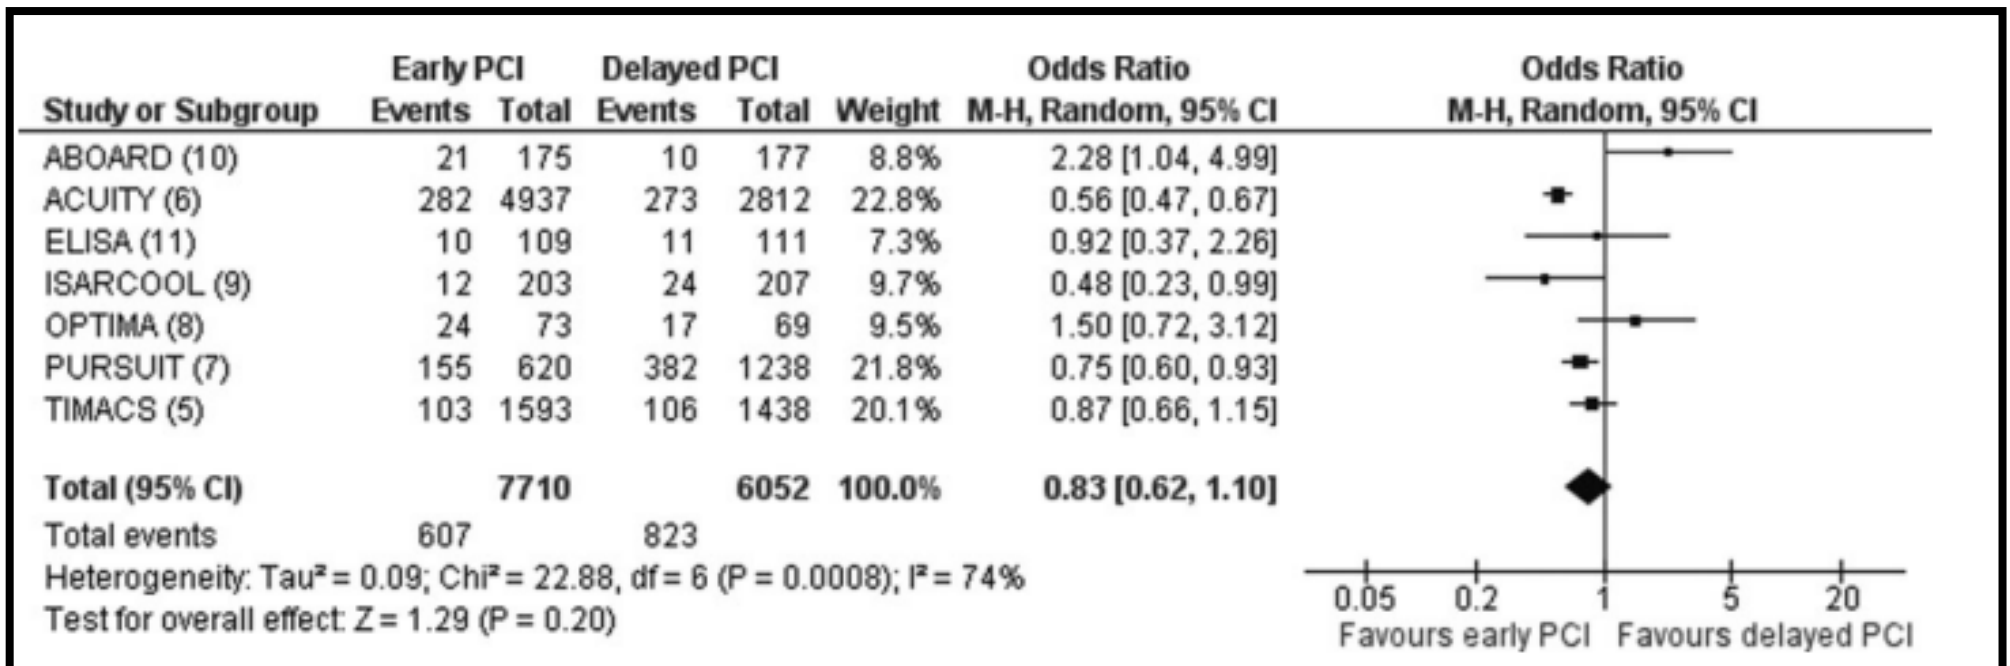 Early PCI Delayed PCI Odds Ratio Odds Ratio
Study or Subgroup Events Total Events Total Weight M-H, Random, 95% CI M-H, Random, 95% CI
ABOARD (10) 21 175 10 177 8.8% 2.28 [1.04, 4.99]
ACUITY (6) 282 4937 273 2812 22.8% 0.56 [0.47, 0.67]
ELISA (11) 10 109 11 111 7.3% 0.92 [0.37, 2.26]
ISARCOOL (9) 12 203 24 207 9.7% 0.48 [0.23, 0.99]
OPTIMA (8) 24 73 17 69 9.5% 1.50 [0.72, 3.12]
PURSUIT (7) 155 620 382 1238 21.8% 0.75 [0.60, 0.93]
TIMACS (5) 103 1593 106 1438 20.1% 0.87 [0.66, 1.15]
Total (95% CI) 7710 6052 100.0% 0.83 [0.62, 1.10]
Total events 607 823
Heterogeneity: Tau² = 0.09; Chi² = 22.88, df = 6 (P = 0.0008); I² = 74%
Test for overall effect: Z = 1.29 (P = 0.20)
0.05 0.2 1 5 20
Favours early PCI Favours delayed PCI